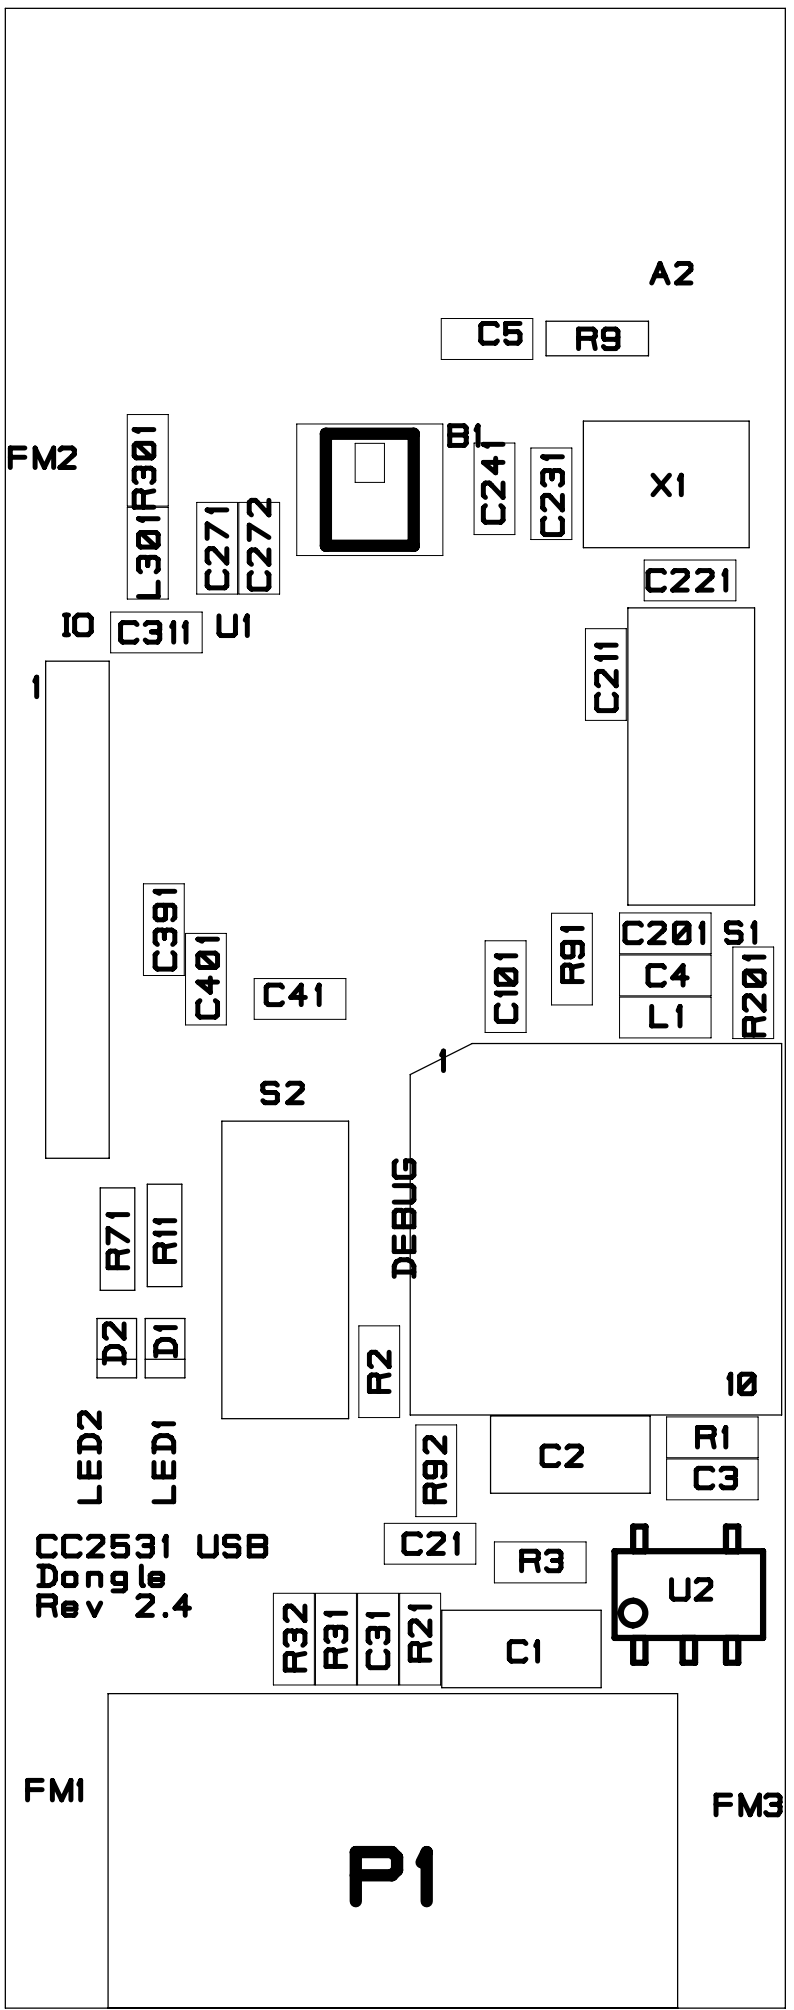 A2
C5
R9
B1
FM2
R301
C241
C231
X1
L301
C271
C272
C221
IO
C311
U1
1
C211
C391
C401
C41
C101
R91
C201
S1
C4
L1
R201
1
S2
DEBUG
R71
R11
D2
D1
R2
10
LED2
LED1
R92
C2
R1
C3
CC2531 USB
Dongle
Rev 2.4
C21
R3
U2
R32
R31
C31
R21
C1
FM1
FM3
P1